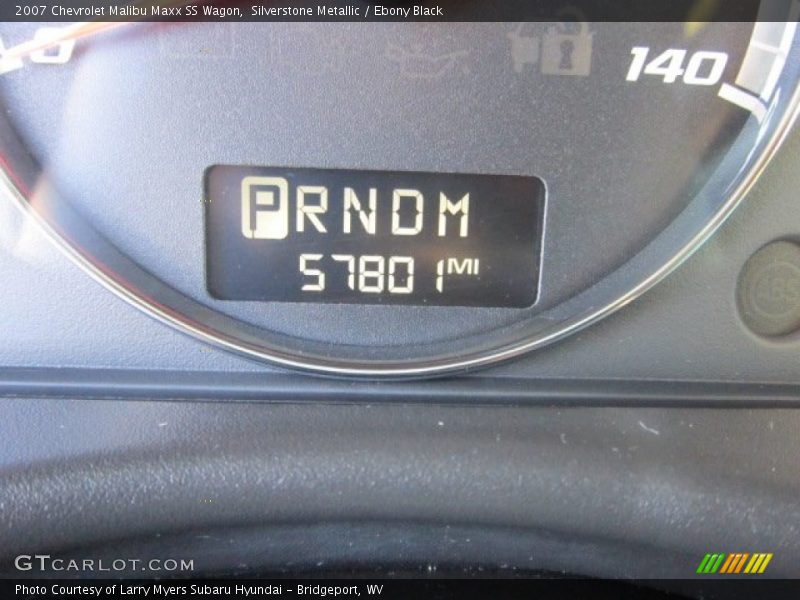 2007 Chevrolet Malibu Maxx SS Wagon, Silverstone Metallic / Ebony Black
0
140
PRNDM
57801 MI
GTCARLOT.COM
Photo Courtesy of Larry Myers Subaru Hyundai - Bridgeport, WV